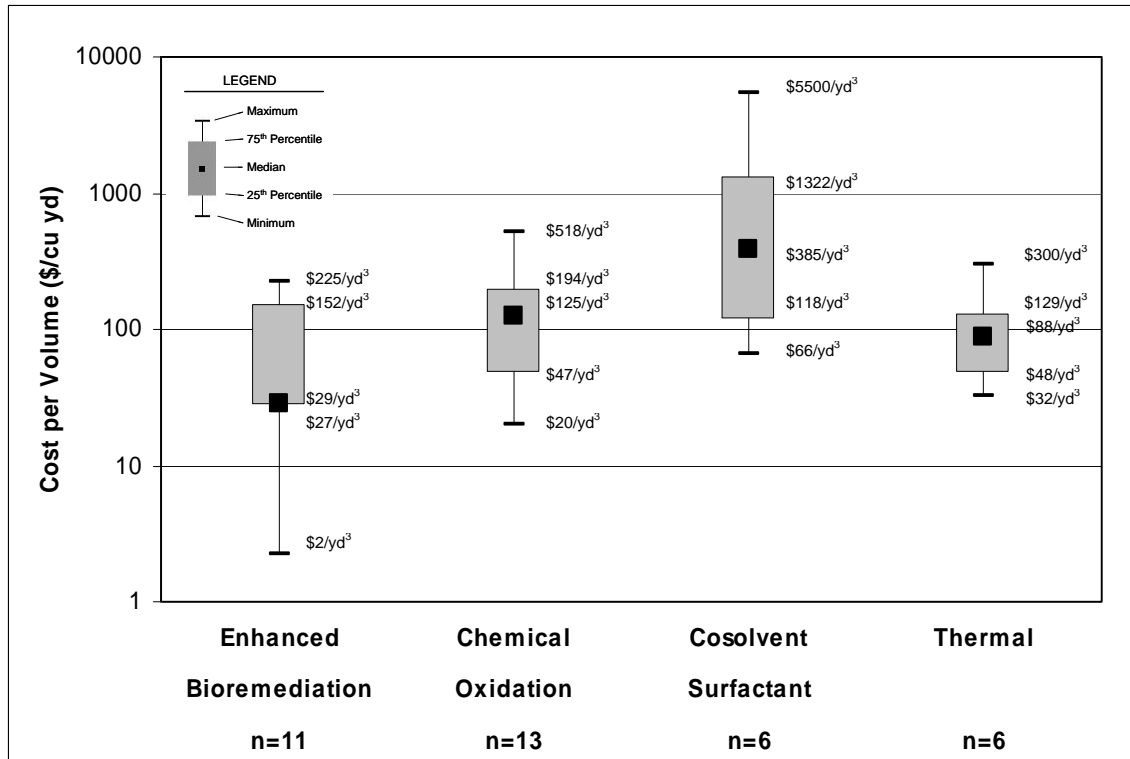 10000
1000
100
10
1
Cost per Volume ($/cu yd)
LEGEND
Maximum
75th Percentile
Median
25th Percentile
Minimum
$225/yd3
$152/yd3
$29/yd3
$27/yd3
$2/yd3
$518/yd3
$194/yd3
$125/yd3
$47/yd3
$20/yd3
$5500/yd3
$1322/yd3
$385/yd3
$118/yd3
$66/yd3
$300/yd3
$129/yd3
$88/yd3
$48/yd3
$32/yd3
Enhanced
Bioremediation
n=11
Chemical
Oxidation
n=13
Cosolvent
Surfactant
n=6
Thermal
n=6